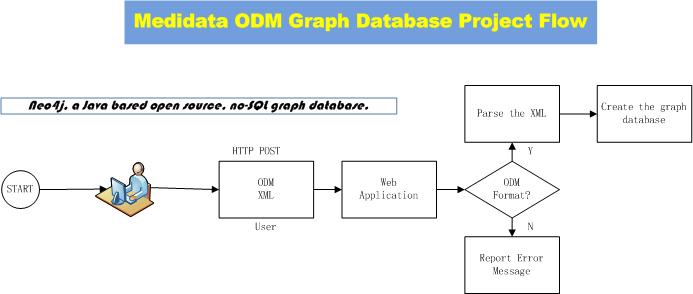 Medidata ODM Graph Database Project Flow
Neo4j, a Java based open source, no-SQL graph database.
Parse the XML
Create the graph
database
HTTP POST
Y
START
ODM
XML
Web
Application
ODM
Format?
User
N
Report Error
Message